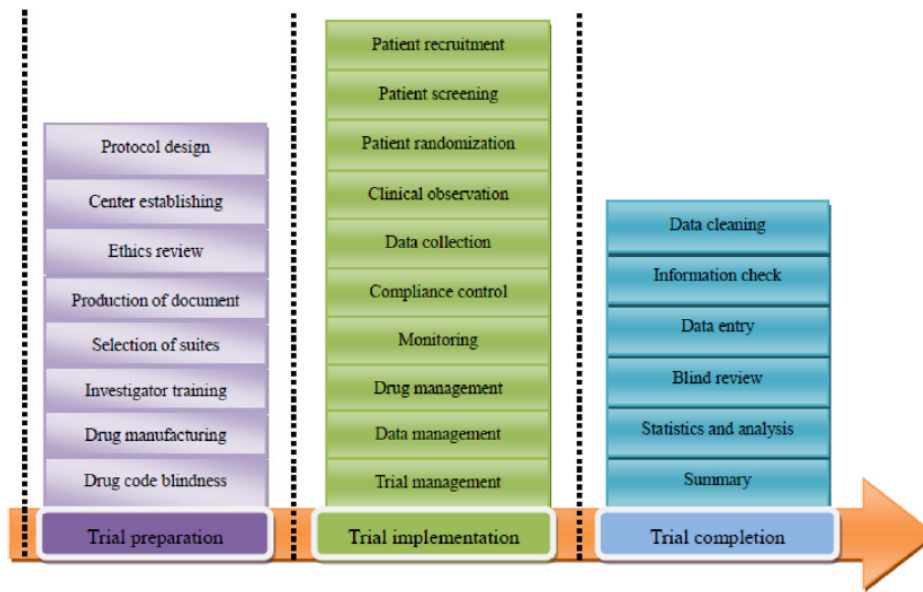 Protocol design
Center establishing
Ethics review
Production of document
Selection of suites
Investigator training
Drug manufacturing
Drug code blindness
Trial preparation
Patient recruitment
Patient screening
Patient randomization
Clinical observation
Data collection
Compliance control
Monitoring
Drug management
Data management
Trial management
Trial implementation
Data cleaning
Information check
Data entry
Blind review
Statistics and analysis
Summary
Trial completion